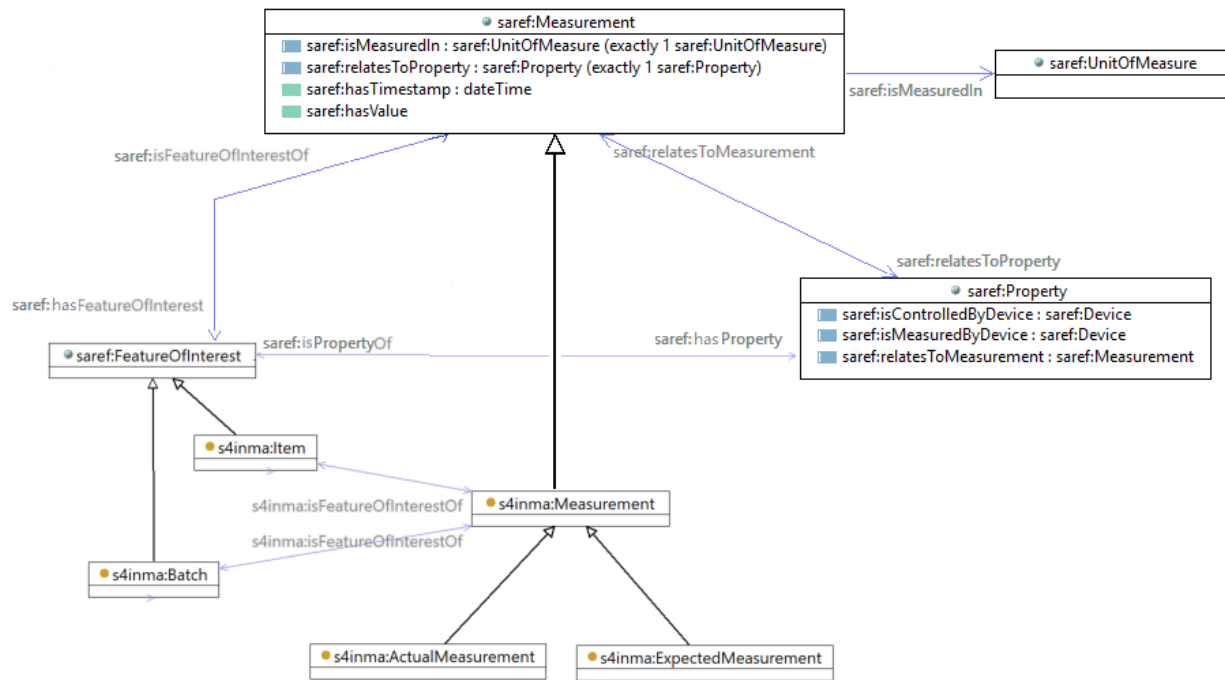 saref:Measurement
saref:isMeasuredIn : saref:UnitOfMeasure (exactly 1 saref:UnitOfMeasure)
saref:relatesToProperty : saref:Property (exactly 1 saref:Property)
saref:hasTimestamp : dateTime
saref:hasValue
saref:UnitOfMeasure
saref:isMeasuredIn
saref:isFeatureOfInterestOf
saref:relatesToMeasurement
saref:relatesToProperty
saref:hasFeatureOfInterest
saref:Property
saref:isControlledByDevice : saref:Device
saref:isMeasuredByDevice : saref:Device
saref:relatesToMeasurement : saref:Measurement
saref:FeatureOfInterest
saref:isPropertyOf
saref:has Property
s4inma:Item
s4inma:isFeatureOfInterestOf
s4inma:Measurement
s4inma:isFeatureOfInterestOf
s4inma:Batch
s4inma:ActualMeasurement
s4inma:ExpectedMeasurement